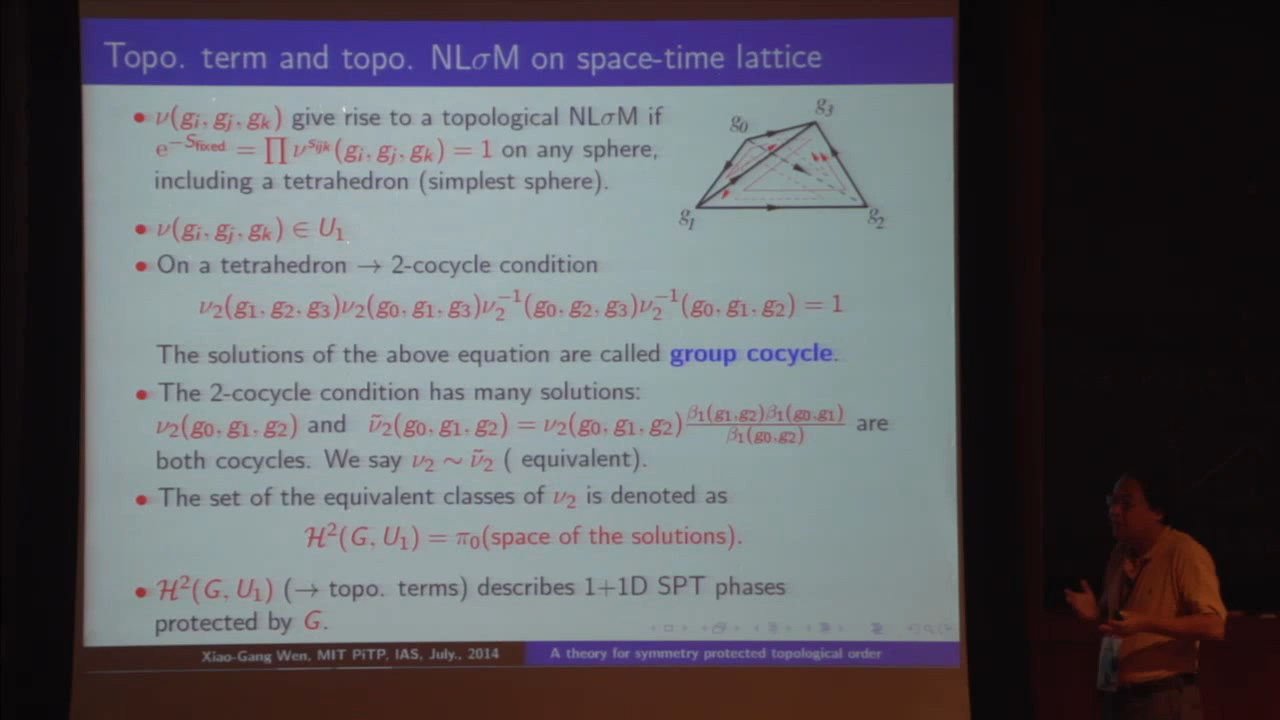 Topo. term and topo. NLσM on space-time lattice
• ν(gᵢ, gⱼ, gₖ) give rise to a topological NLσM if
e^{−S_fixed} = ∏ ν^{s_{ijk}}(gᵢ, gⱼ, gₖ) = 1 on any sphere,
including a tetrahedron (simplest sphere).
g₀
g₃
g₁
g₂
• ν(gᵢ, gⱼ, gₖ) ∈ U₁
• On a tetrahedron → 2-cocycle condition
ν₂(g₁, g₂, g₃)ν₂(g₀, g₁, g₃)ν₂⁻¹(g₀, g₂, g₃)ν₂⁻¹(g₀, g₁, g₂) = 1
The solutions of the above equation are called group cocycle.
• The 2-cocycle condition has many solutions:
ν₂(g₀, g₁, g₂) and ν̃₂(g₀, g₁, g₂) = ν₂(g₀, g₁, g₂) β₁(g₁,g₂)β₁(g₀,g₁)/β₁(g₀,g₂) are
both cocycles. We say ν₂ ∼ ν̃₂ ( equivalent).
• The set of the equivalent classes of ν₂ is denoted as
ℋ²(G, U₁) = π₀(space of the solutions).
• ℋ²(G, U₁) (→ topo. terms) describes 1+1D SPT phases
protected by G.
Xiao-Gang Wen, MIT PiTP, IAS, July., 2014
A theory for symmetry protected topological order